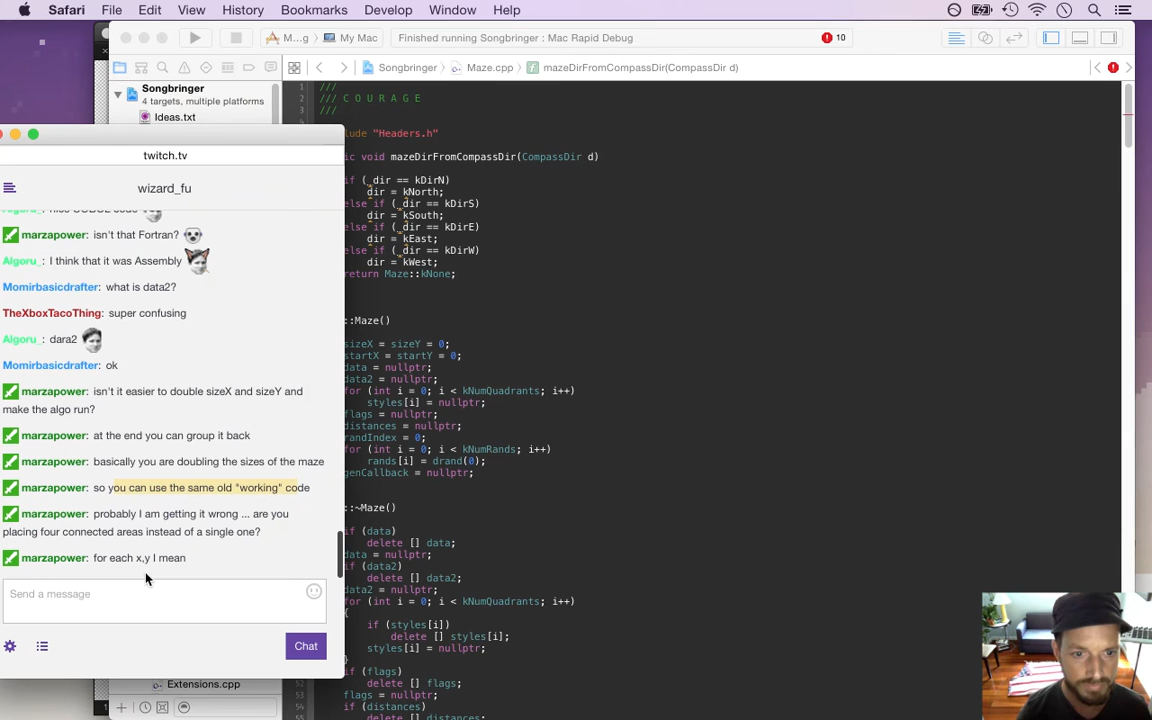 Safari File Edit View History Bookmarks Develop Window Help
M...g My Mac
Finished running Songbringer : Mac Rapid Debug
10
Songbringer
4 targets, multiple platforms
Ideas.txt
Songbringer Maze.cpp mazeDirFromCompassDir(CompassDir d)
twitch.tv
wizard_fu
marzapower: isn't that Fortran?
Algoru_: I think that it was Assembly
Momirbasicdrafter: what is data2?
TheXboxTacoThing: super confusing
Algoru_: dara2
Momirbasicdrafter: ok
marzapower: isn't it easier to double sizeX and sizeY and
make the algo run?
marzapower: at the end you can group it back
marzapower: basically you are doubling the sizes of the maze
marzapower: so you can use the same old "working" code
marzapower: probably I am getting it wrong ... are you
placing four connected areas instead of a single one?
marzapower: for each x,y I mean
Send a message
Chat
Extensions.cpp
1 ///
2 /// C O U R A G E
3 ///
lude "Headers.h"
ic void mazeDirFromCompassDir(CompassDir d)
if (_dir == kDirN)
dir = kNorth;
else if (_dir == kDirS)
dir = kSouth;
else if (_dir == kDirE)
dir = kEast;
else if (_dir == kDirW)
dir = kWest;
return Maze::kNone;
::Maze()
sizeX = sizeY = 0;
startX = startY = 0;
data = nullptr;
data2 = nullptr;
for (int i = 0; i < kNumQuadrants; i++)
styles[i] = nullptr;
flags = nullptr;
distances = nullptr;
randIndex = 0;
for (int i = 0; i < kNumRands; i++)
rands[i] = drand(0);
genCallback = nullptr;
::~Maze()
if (data)
delete [] data;
data = nullptr;
if (data2)
delete [] data2;
data2 = nullptr;
for (int i = 0; i < kNumQuadrants; i++)
{
if (styles[i])
delete [] styles[i];
styles[i] = nullptr;
}
if (flags)
52 delete [] flags;
53 flags = nullptr;
54 if (distances)
delete [] distances;